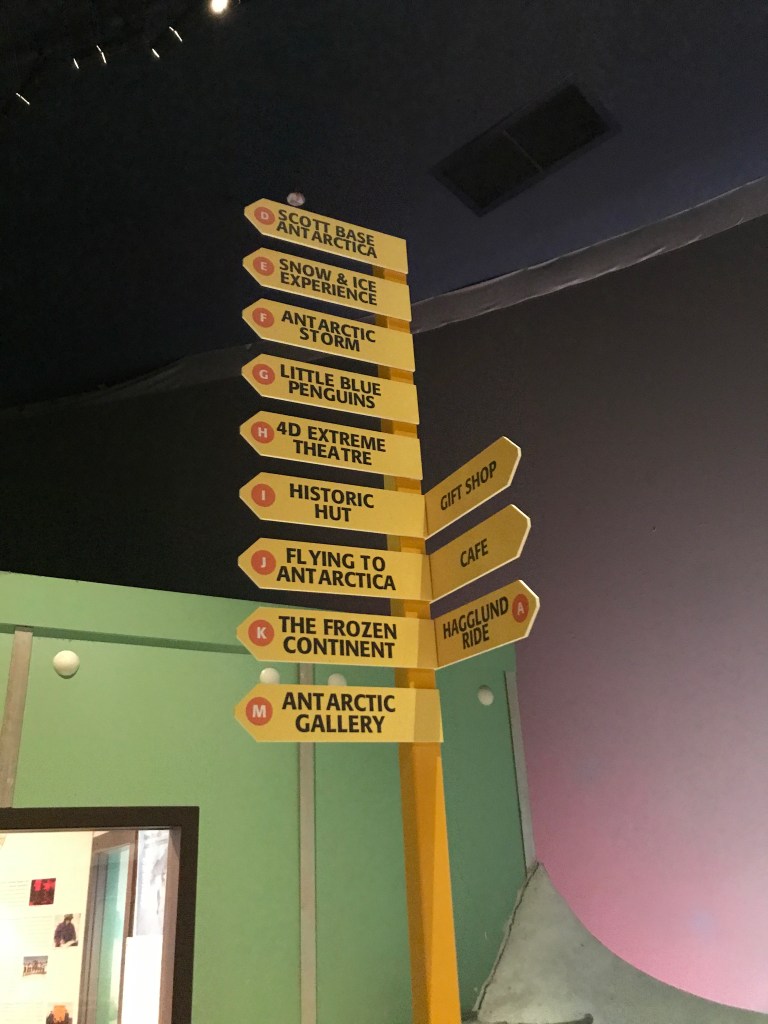 D SCOTT BASE
ANTARCTICA
E SNOW & ICE
EXPERIENCE
F ANTARCTIC
STORM
G LITTLE BLUE
PENGUINS
H 4D EXTREME
THEATRE
I HISTORIC
HUT
J FLYING TO
ANTARCTICA
K THE FROZEN
CONTINENT
M ANTARCTIC
GALLERY
GIFT SHOP
CAFE
HAGGLUND A
RIDE